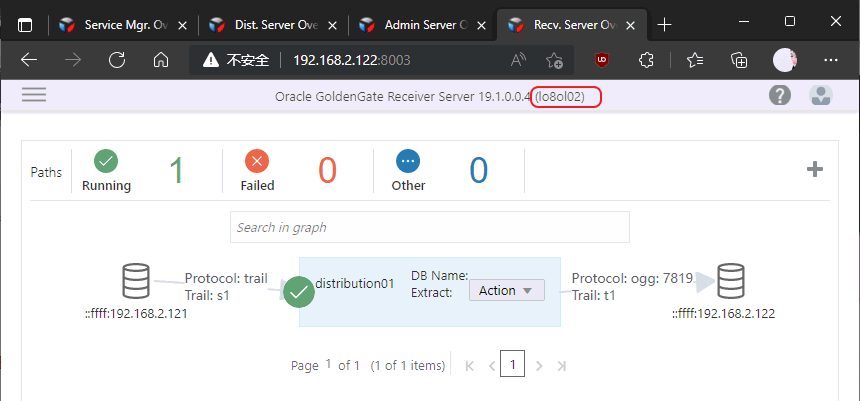 Service Mgr. Ov
Dist. Server Ove
Admin Server O
Recv. Server Ov
不安全 192.168.2.122:8003
Oracle GoldenGate Receiver Server 19.1.0.0.4 (lo8ol02)
Paths
Running 1
Failed 0
Other 0
Search in graph
Protocol: trail
Trail: s1
::ffff:192.168.2.121
distribution01
DB Name:
Extract:
Action
Protocol: ogg: 7819
Trail: t1
::ffff:192.168.2.122
Page 1 of 1 (1 of 1 items) 1